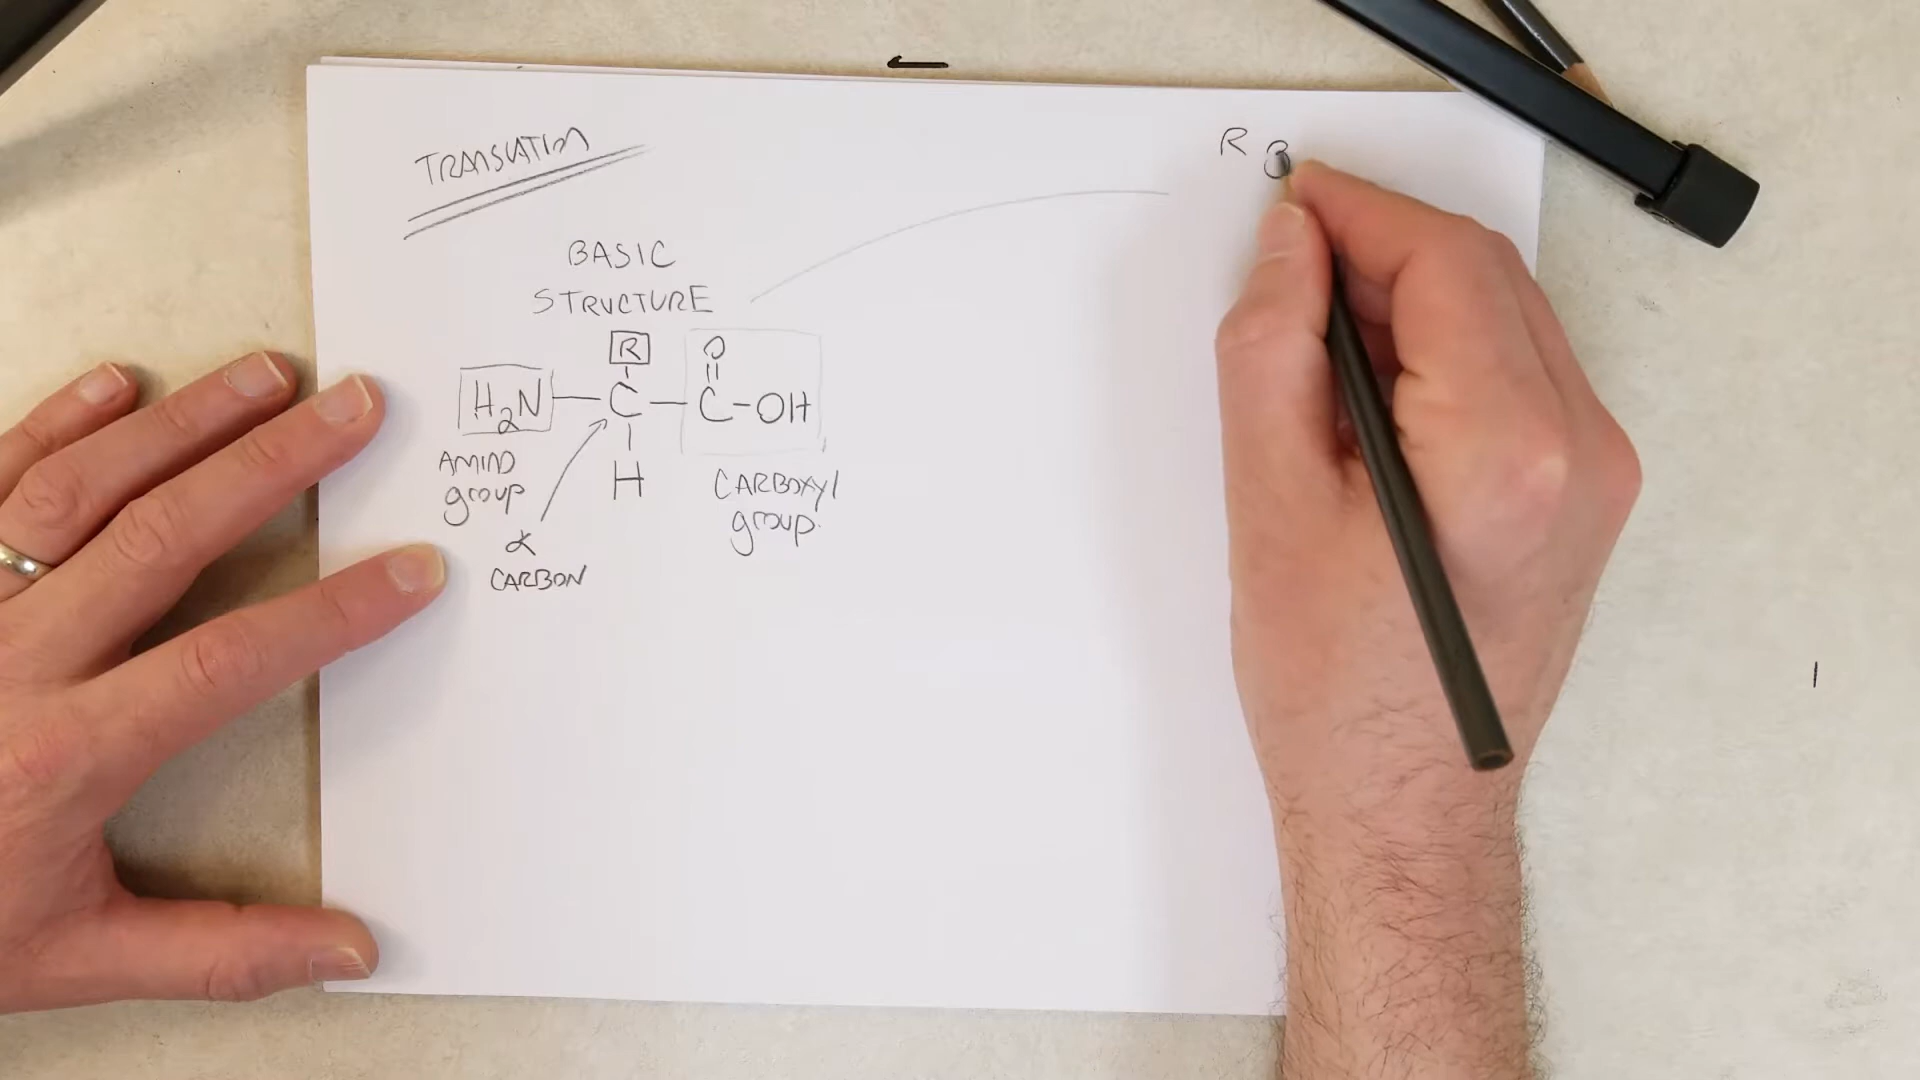 TRANSLATION
R
BASIC
STRUCTURE
R
O
H2N C C-OH
H
AMINO
group
CARBOXYl
group
α
CARBON